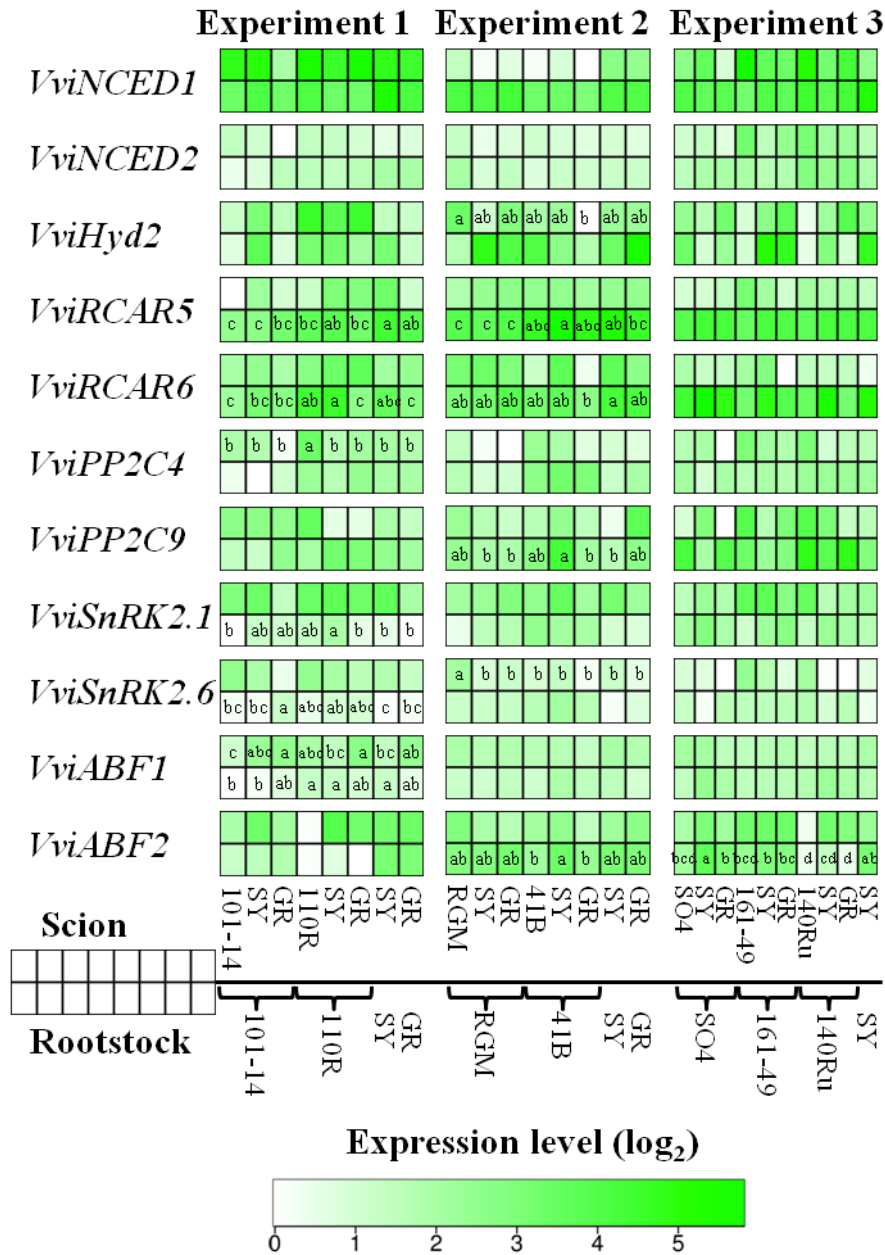 Experiment 1 Experiment 2 Experiment 3
VviNCED1
VviNCED2
VviHyd2
a ab ab ab ab b ab ab
VviRCAR5
c c bc bc ab bc a ab c c c abc a abc ab bc
VviRCAR6
c bc bc ab a c abc c ab ab ab ab ab b a ab
VviPP2C4
b b b a b b b b
VviPP2C9
ab b b ab a b b ab
VviSnRK2.1
b ab ab ab a b b b
VviSnRK2.6
a b b b b b b b
bc bc a abc ab abc c bc
VviABF1
c abc a abc bc a bc ab
b b ab a a ab a ab
VviABF2
ab ab ab b a b ab ab bcd a b bcd b bc d cd d ab
101-14 SY GR 110R SY GR SY GR RGM SY GR 41B SY GR SY GR SO4 SY GR 161-49 SY GR 140Ru SY GR SY
Scion
Rootstock
101-14 110R SY GR RGM 41B SY GR SO4 161-49 140Ru SY
Expression level (log2)
0 1 2 3 4 5